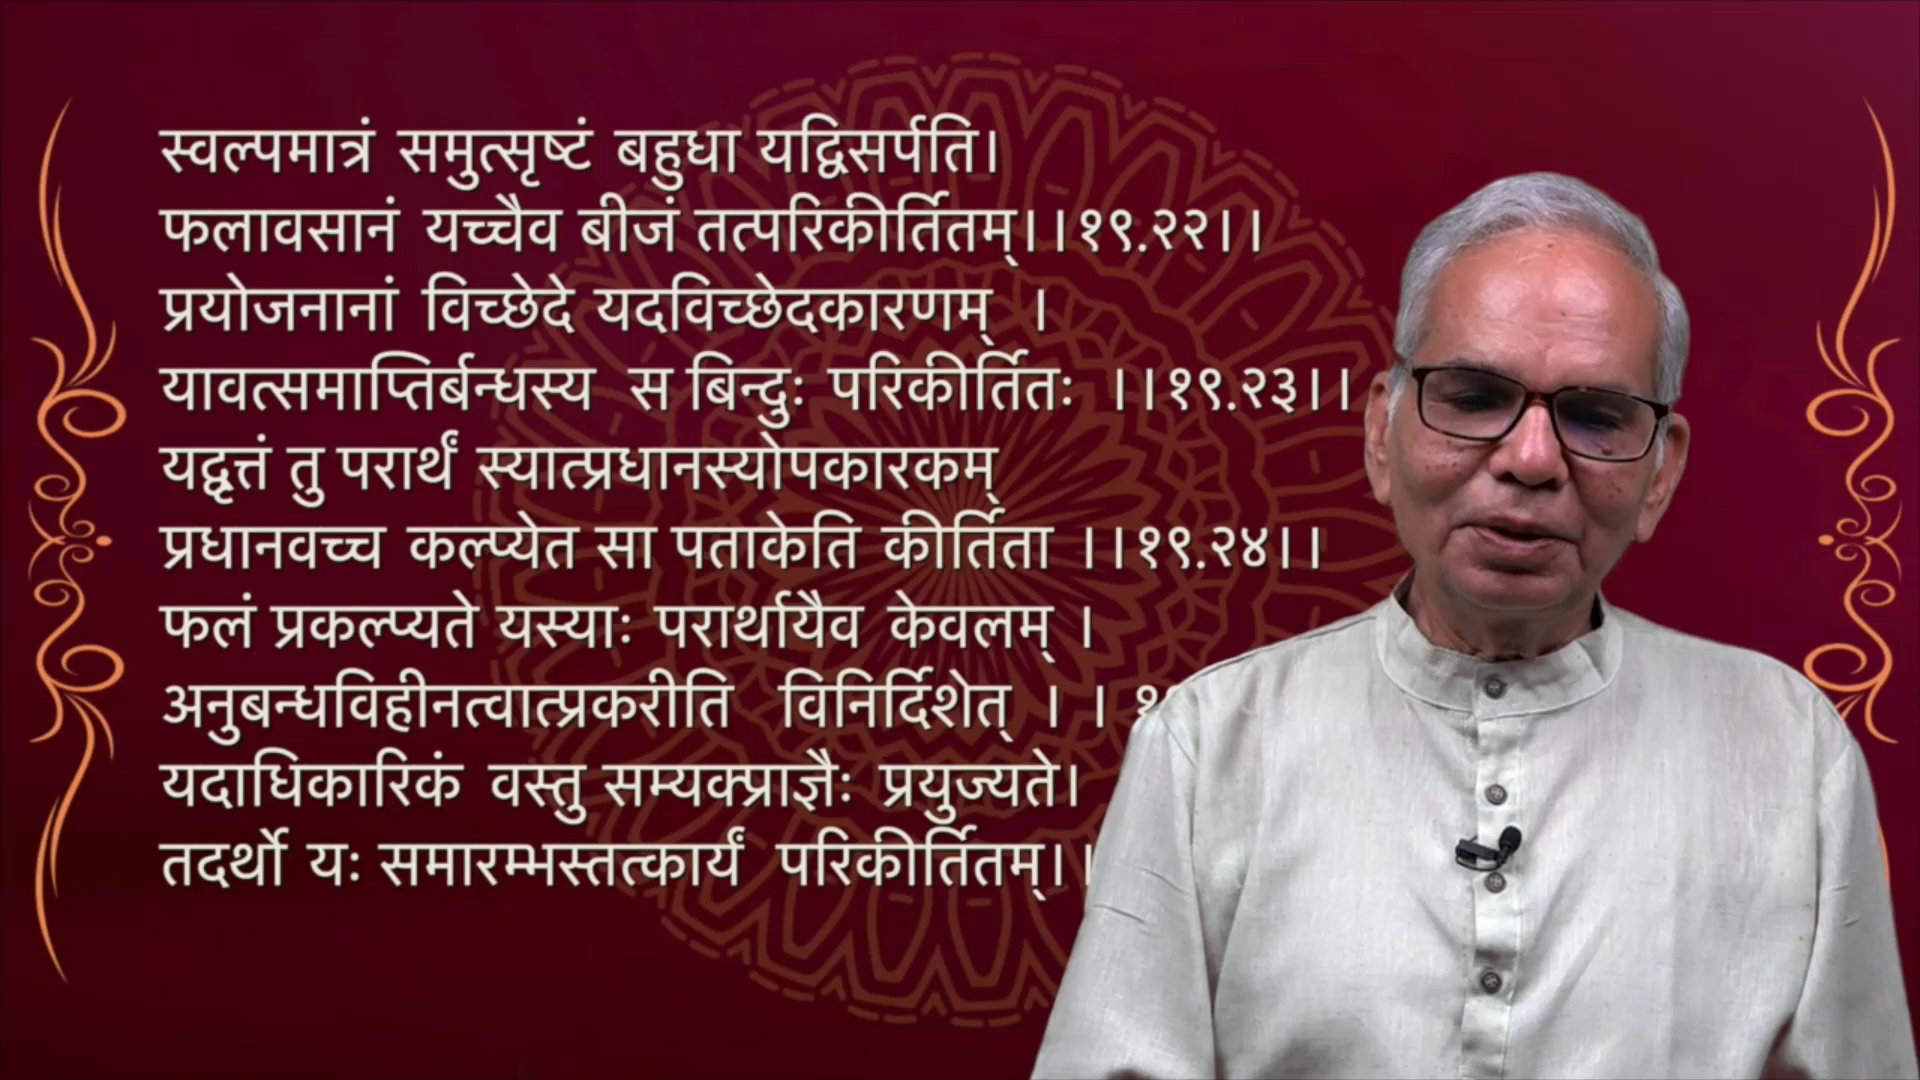 स्वल्पमात्रं समुत्सृष्टं बहुधा यद्विसर्पति।
फलावसानं यच्चैव बीजं तत्परिकीर्तितम्।।१९.२२।।
प्रयोजनानां विच्छेदे यदविच्छेदकारणम् ।
यावत्समाप्तिर्बन्धस्य स बिन्दुः परिकीर्तितः ।।१९.२३।।
यद्वृत्तं तु परार्थं स्यात्प्रधानस्योपकारकम्
प्रधानवच्च कल्प्येत सा पताकेति कीर्तिता ।।१९.२४।।
फलं प्रकल्प्यते यस्याः परार्थायैव केवलम् ।
अनुबन्धविहीनत्वात्प्रकरीति विनिर्दिशेत् । ।
यदाधिकारिकं वस्तु सम्यक्प्राज्ञैः प्रयुज्यते।
तदर्थो यः समारम्भस्तत्कार्यं परिकीर्तितम्।।